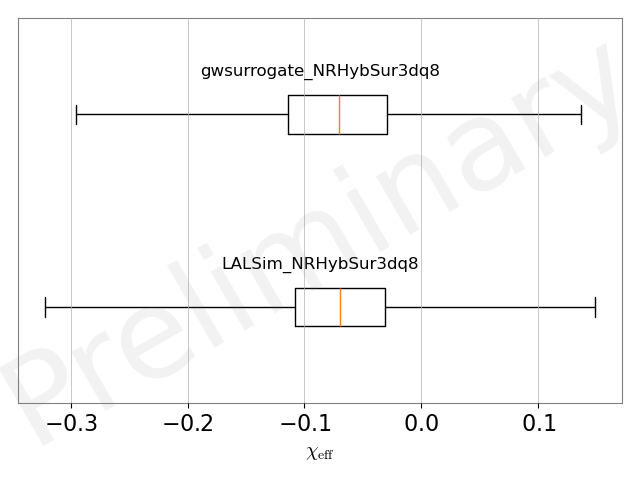 gwsurrogate_NRHybSur3dq8
LALSim_NRHybSur3dq8
Preliminary
−0.3 −0.2 −0.1 0.0 0.1
χeff